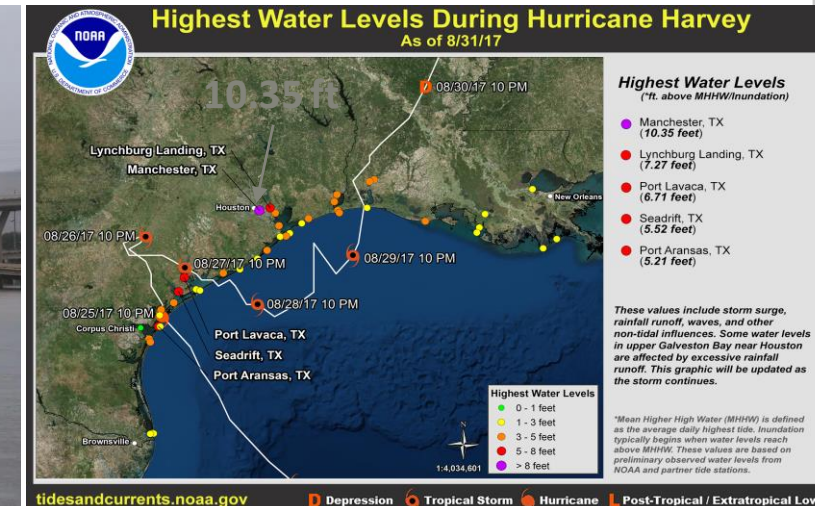 Highest Water Levels During Hurricane Harvey
As of 8/31/17
NOAA
NATIONAL OCEANIC AND ATMOSPHERIC ADMINISTRATION
U.S. DEPARTMENT OF COMMERCE
10.35 ft
08/30/17 10 PM
Lynchburg Landing, TX
Manchester, TX
Houston
New Orleans
08/26/17 10 PM
08/27/17 10 PM
08/29/17 10 PM
08/28/17 10 PM
08/25/17 10 PM
Corpus Christi
Port Lavaca, TX
Seadrift, TX
Port Aransas, TX
Brownsville
N
1:4,034,601
Highest Water Levels
0 - 1 feet
1 - 3 feet
3 - 5 feet
5 - 8 feet
> 8 feet
Highest Water Levels
(*ft. above MHHW/Inundation)
Manchester, TX
(10.35 feet)
Lynchburg Landing, TX
(7.27 feet)
Port Lavaca, TX
(6.71 feet)
Seadrift, TX
(5.52 feet)
Port Aransas, TX
(5.21 feet)
These values include storm surge,
rainfall runoff, waves, and other
non-tidal influences. Some water levels
in upper Galveston Bay near Houston
are affected by excessive rainfall
runoff. This graphic will be updated as
the storm continues.
*Mean Higher High Water (MHHW) is defined
as the average daily highest tide. Inundation
typically begins when water levels reach
above MHHW. These values are based on
preliminary observed water levels from
NOAA and partner tide stations.
tidesandcurrents.noaa.gov
D Depression
Tropical Storm
Hurricane
L Post-Tropical / Extratropical Low